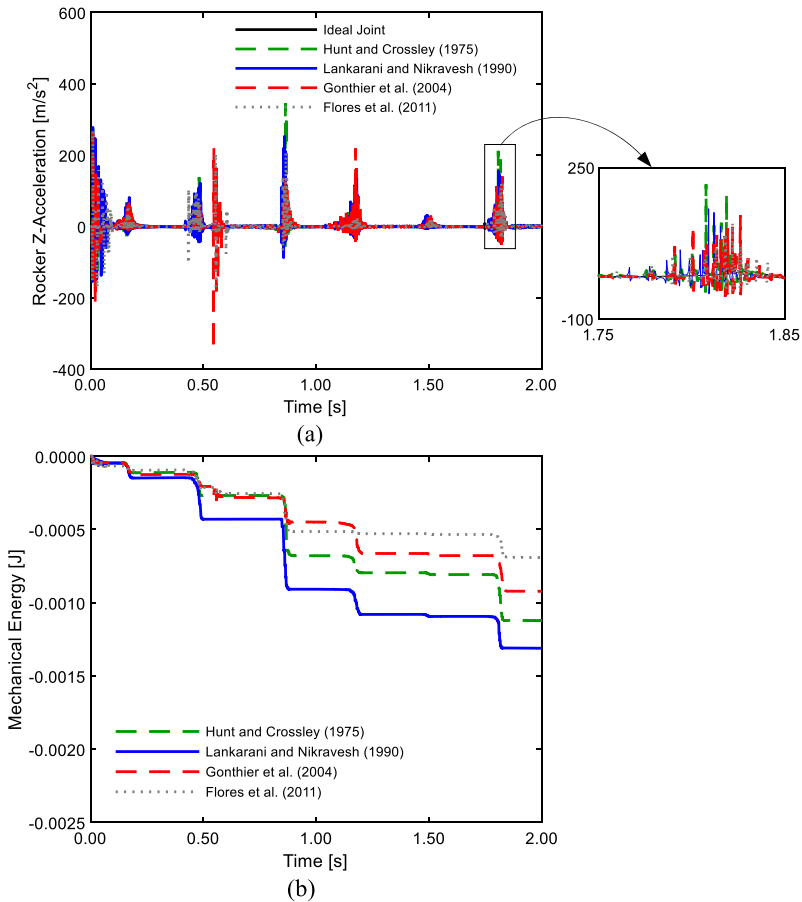 600
400
200
0
-200
-400
Rocker Z-Acceleration [m/s²]
Ideal Joint
Hunt and Crossley (1975)
Lankarani and Nikravesh (1990)
Gonthier et al. (2004)
Flores et al. (2011)
0.00
0.50
1.00
1.50
2.00
Time [s]
250
-100
1.75
1.85
(a)
0.0000
-0.0005
-0.0010
-0.0015
-0.0020
-0.0025
Mechanical Energy [J]
Hunt and Crossley (1975)
Lankarani and Nikravesh (1990)
Gonthier et al. (2004)
Flores et al. (2011)
0.00
0.50
1.00
1.50
2.00
Time [s]
(b)